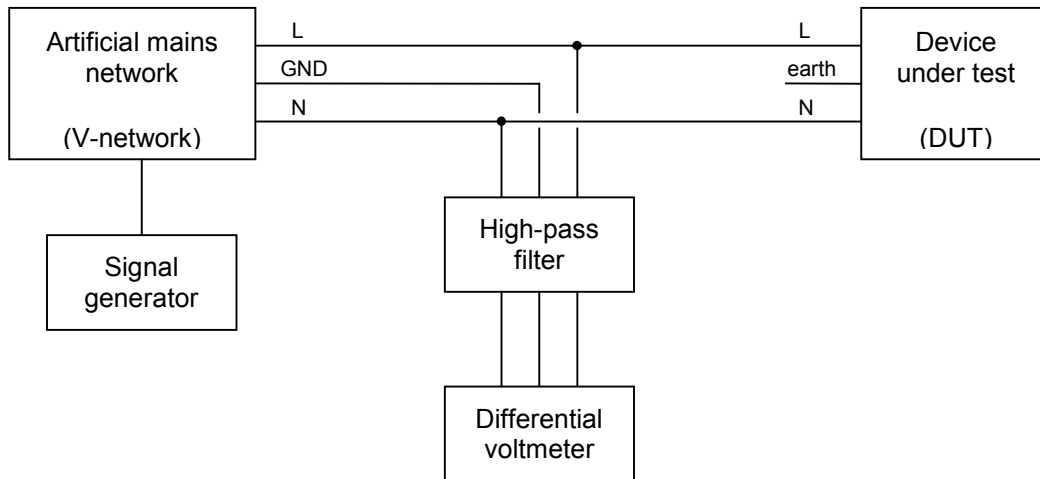 Artificial mains
network
(V-network)
L
GND
N
L
earth
N
Device
under test
(DUT)
High-pass
filter
Signal
generator
Differential
voltmeter